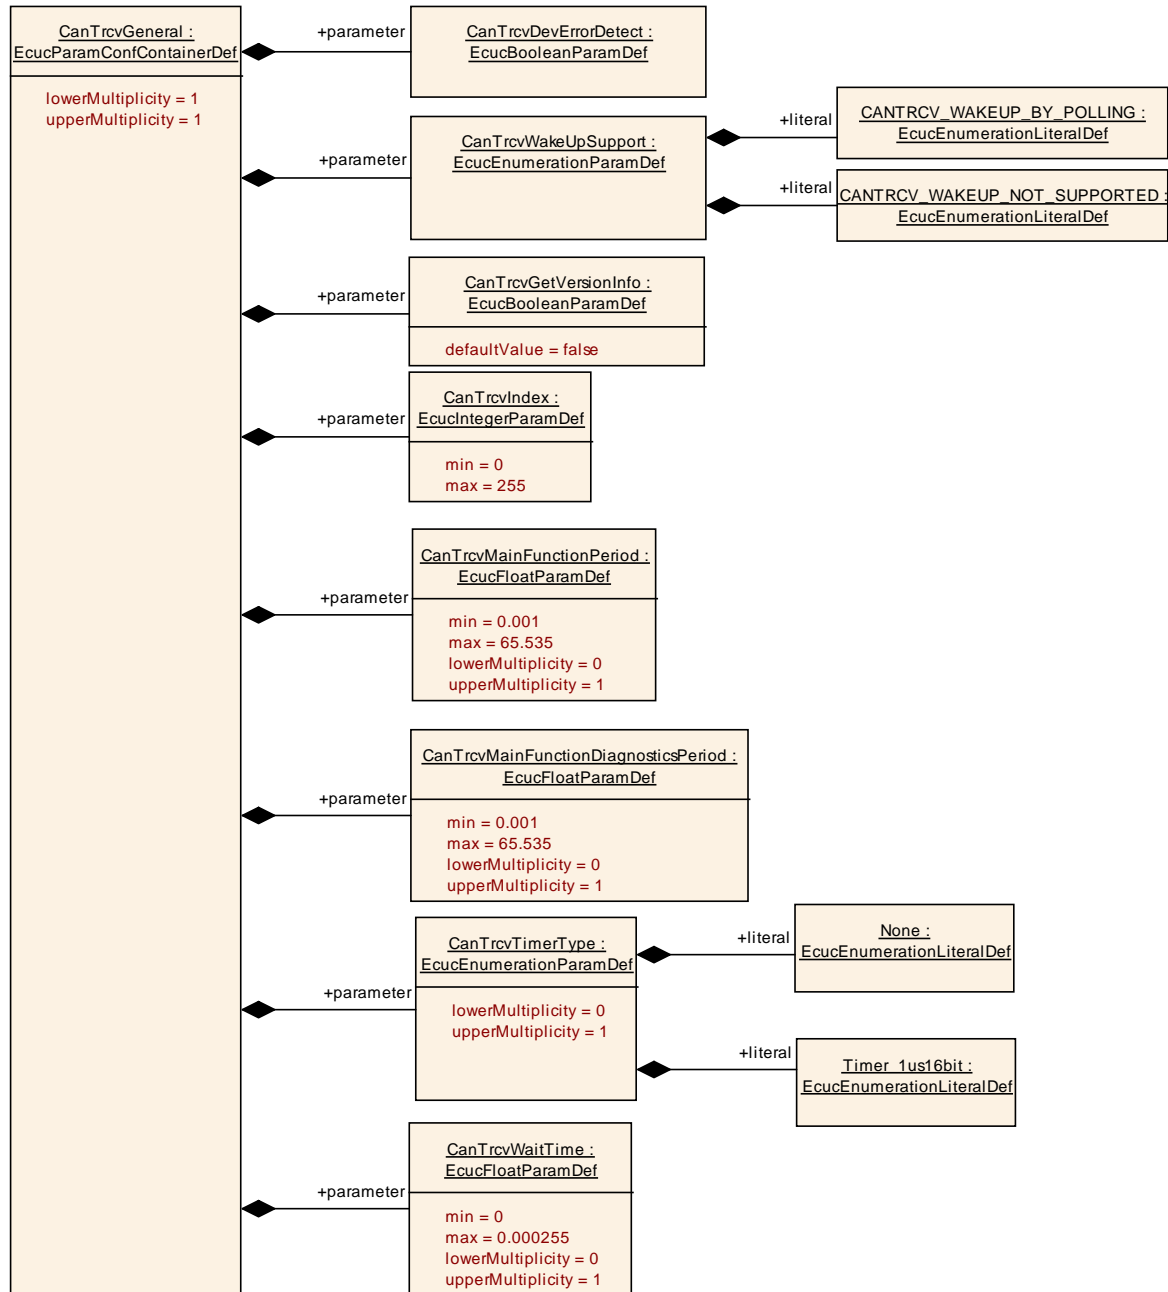 CanTrcvGeneral :
EcucParamConfContainerDef
lowerMultiplicity = 1
upperMultiplicity = 1
+parameter
CanTrcvDevErrorDetect :
EcucBooleanParamDef
+parameter
CanTrcvWakeUpSupport :
EcucEnumerationParamDef
+literal
CANTRCV_WAKEUP_BY_POLLING :
EcucEnumerationLiteralDef
+literal
CANTRCV_WAKEUP_NOT_SUPPORTED :
EcucEnumerationLiteralDef
+parameter
CanTrcvGetVersionInfo :
EcucBooleanParamDef
defaultValue = false
+parameter
CanTrcvIndex :
EcucIntegerParamDef
min = 0
max = 255
+parameter
CanTrcvMainFunctionPeriod :
EcucFloatParamDef
min = 0.001
max = 65.535
lowerMultiplicity = 0
upperMultiplicity = 1
+parameter
CanTrcvMainFunctionDiagnosticsPeriod :
EcucFloatParamDef
min = 0.001
max = 65.535
lowerMultiplicity = 0
upperMultiplicity = 1
+parameter
CanTrcvTimerType :
EcucEnumerationParamDef
lowerMultiplicity = 0
upperMultiplicity = 1
+literal
None :
EcucEnumerationLiteralDef
+literal
Timer_1us16bit :
EcucEnumerationLiteralDef
+parameter
CanTrcvWaitTime :
EcucFloatParamDef
min = 0
max = 0.000255
lowerMultiplicity = 0
upperMultiplicity = 1